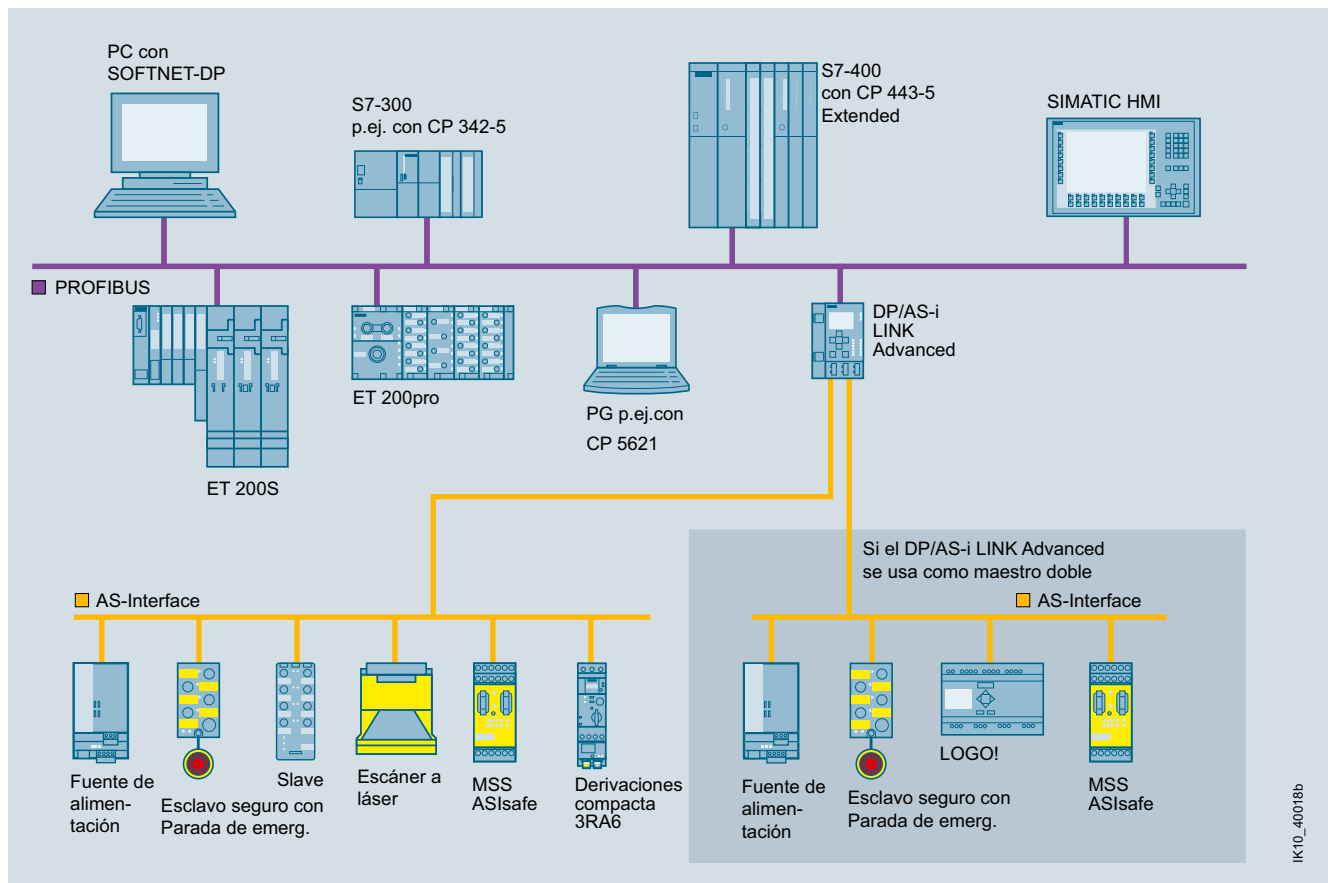 PC con
SOFTNET-DP
S7-300
p.ej. con CP 342-5
S7-400
con CP 443-5
Extended
SIMATIC HMI
PROFIBUS
ET 200S
ET 200pro
PG p.ej.con
CP 5621
DP/AS-i
LINK
Advanced
Si el DP/AS-i LINK Advanced
se usa como maestro doble
AS-Interface
AS-Interface
Fuente de
alimen-
tación
Esclavo seguro con
Parada de emerg.
Slave
Escáner a
láser
MSS
ASIsafe
Derivaciones
compacta
3RA6
Fuente de
alimen-
tación
Esclavo seguro con
Parada de emerg.
LOGO!
MSS
ASIsafe
IK10_40018b